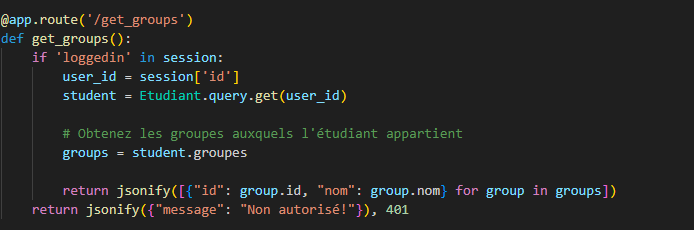 @app.route('/get_groups')
def get_groups():
    if 'loggedin' in session:
        user_id = session['id']
        student = Etudiant.query.get(user_id)

        # Obtenez les groupes auxquels l'étudiant appartient
        groups = student.groupes

        return jsonify([{"id": group.id, "nom": group.nom} for group in groups])
    return jsonify({"message": "Non autorisé!"}), 401